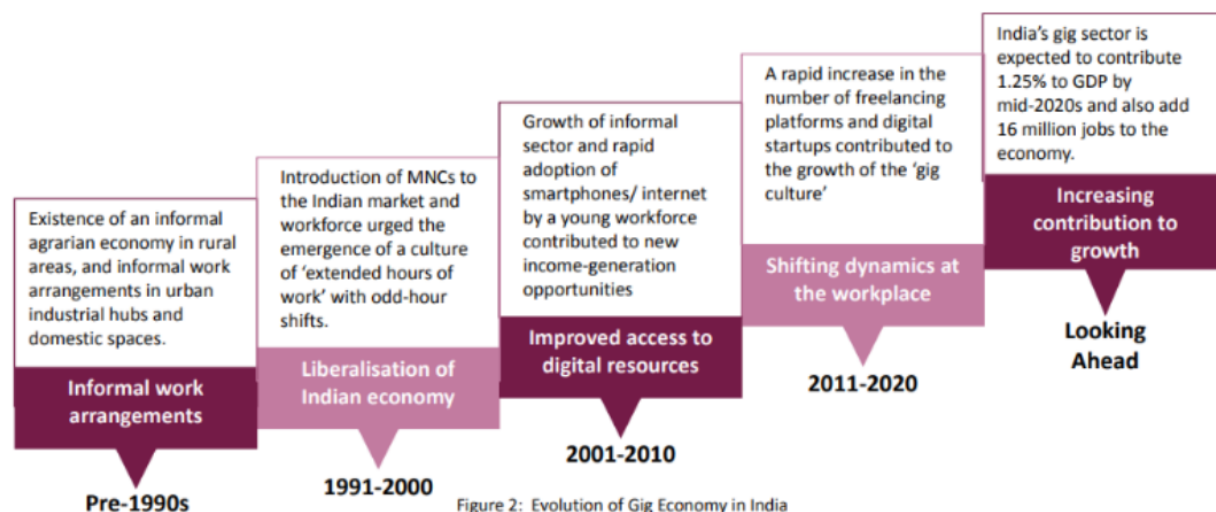 Existence of an informal
agrarian economy in rural
areas, and informal work
arrangements in urban
industrial hubs and
domestic spaces.
Informal work
arrangements
Pre-1990s
Introduction of MNCs to
the Indian market and
workforce urged the
emergence of a culture
of ‘extended hours of
work’ with odd-hour
shifts.
Liberalisation of
Indian economy
1991-2000
Growth of informal
sector and rapid
adoption of
smartphones/ internet
by a young workforce
contributed to new
income-generation
opportunities
Improved access to
digital resources
2001-2010
A rapid increase in the
number of freelancing
platforms and digital
startups contributed to
the growth of the ‘gig
culture’
Shifting dynamics at
the workplace
2011-2020
India’s gig sector is
expected to contribute
1.25% to GDP by
mid-2020s and also add
16 million jobs to the
economy.
Increasing
contribution to
growth
Looking
Ahead
Figure 2: Evolution of Gig Economy in India